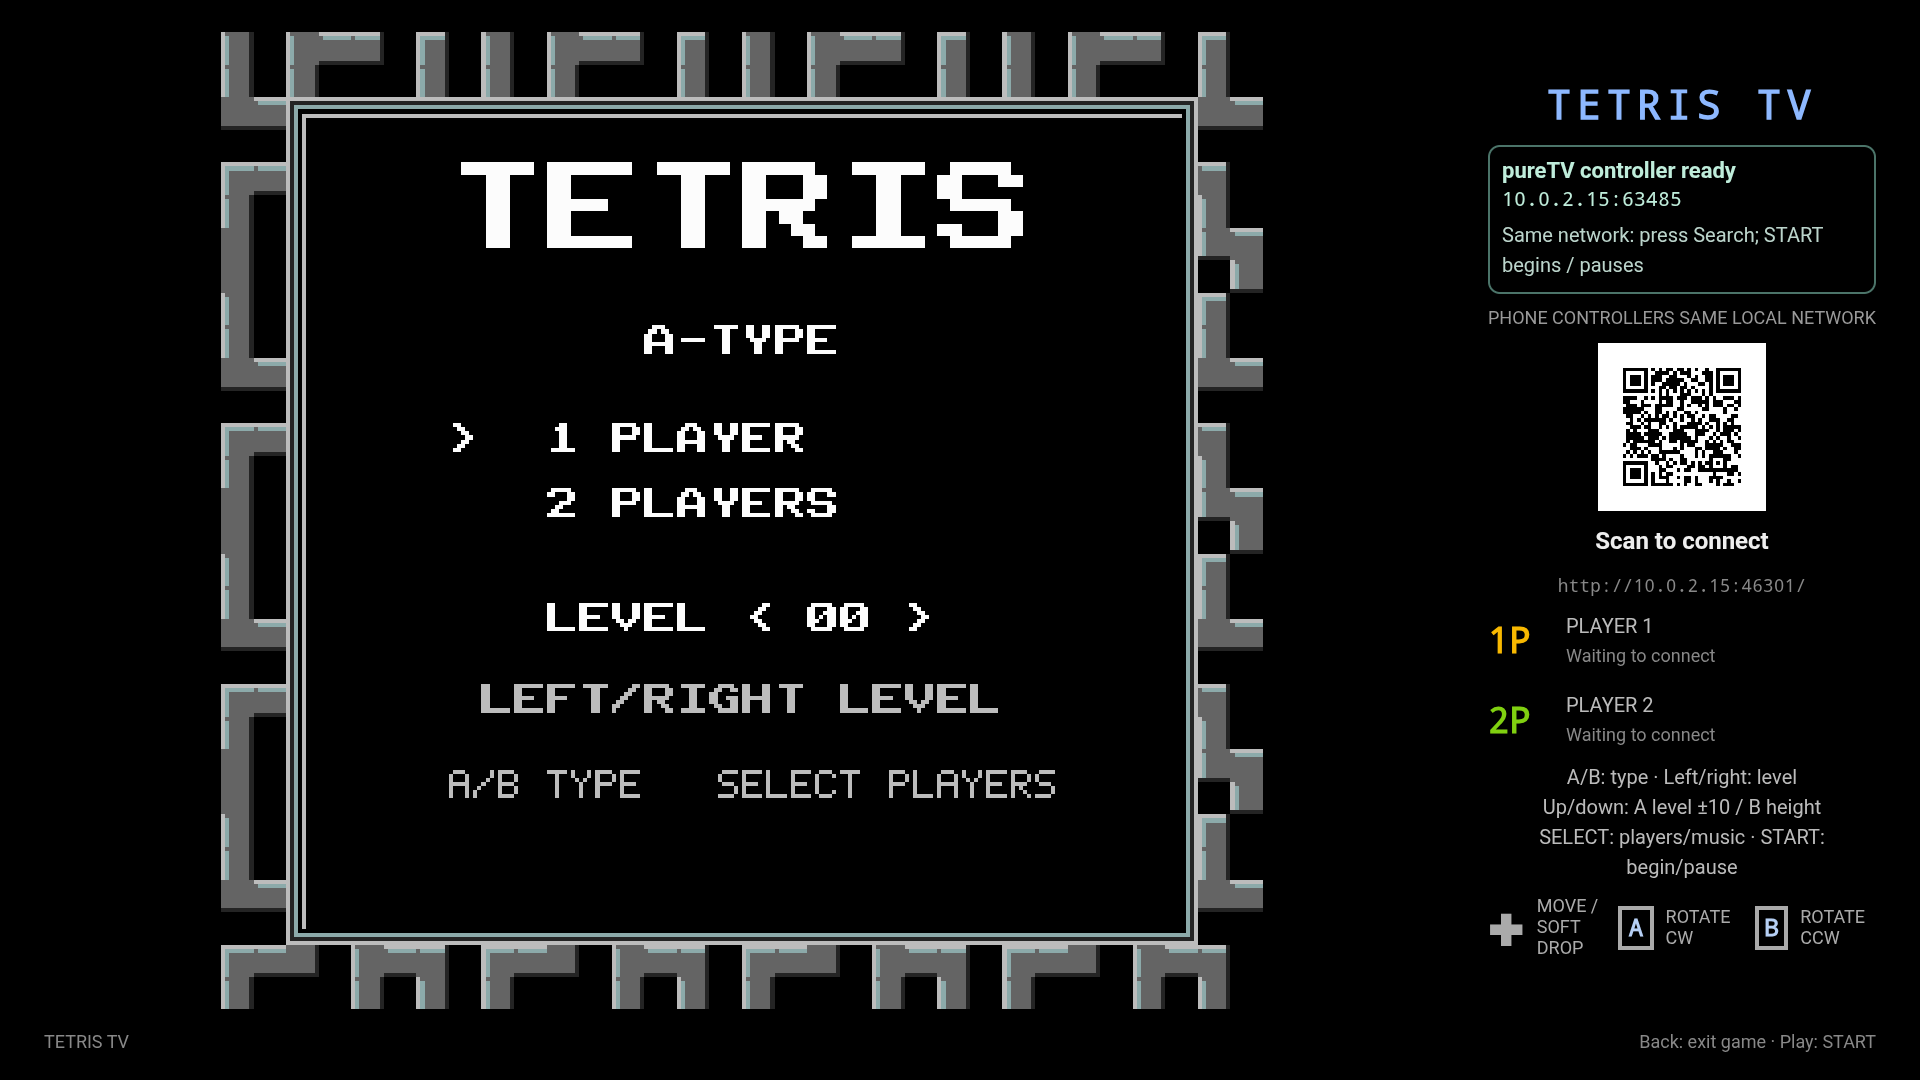 TETRIS
A-TYPE
> 1 PLAYER
2 PLAYERS
LEVEL < 00 >
LEFT/RIGHT LEVEL
A/B TYPE SELECT PLAYERS
TETRIS TV
TETRIS TV
pureTV controller ready
10.0.2.15:63485
Same network: press Search; START
begins / pauses
PHONE CONTROLLERS SAME LOCAL NETWORK
Scan to connect
http://10.0.2.15:46301/
1P PLAYER 1
Waiting to connect
2P PLAYER 2
Waiting to connect
A/B: type · Left/right: level
Up/down: A level ±10 / B height
SELECT: players/music · START:
begin/pause
MOVE /
SOFT
DROP
A ROTATE
CW
B ROTATE
CCW
Back: exit game · Play: START